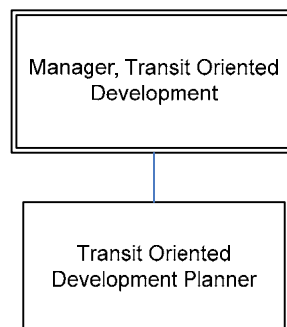 Manager, Transit Oriented
Development
Transit Oriented
Development Planner